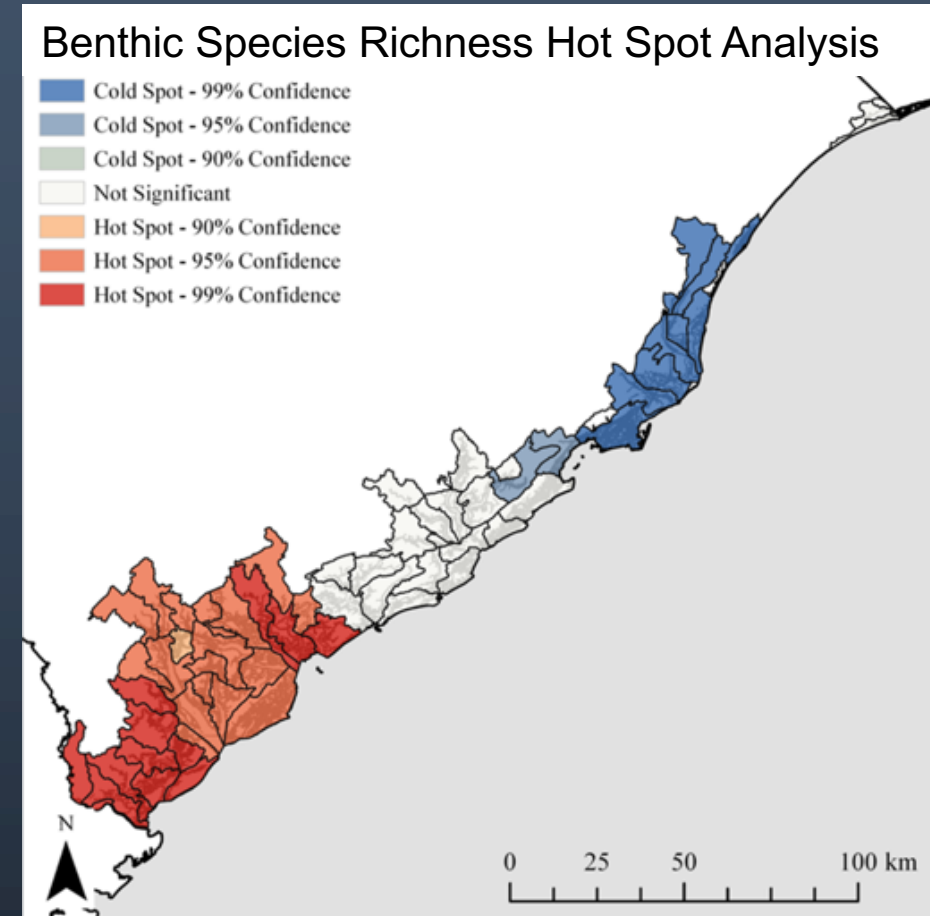 Benthic Species Richness Hot Spot Analysis
Cold Spot - 99% Confidence
Cold Spot - 95% Confidence
Cold Spot - 90% Confidence
Not Significant
Hot Spot - 90% Confidence
Hot Spot - 95% Confidence
Hot Spot - 99% Confidence
N
0 25 50 100 km